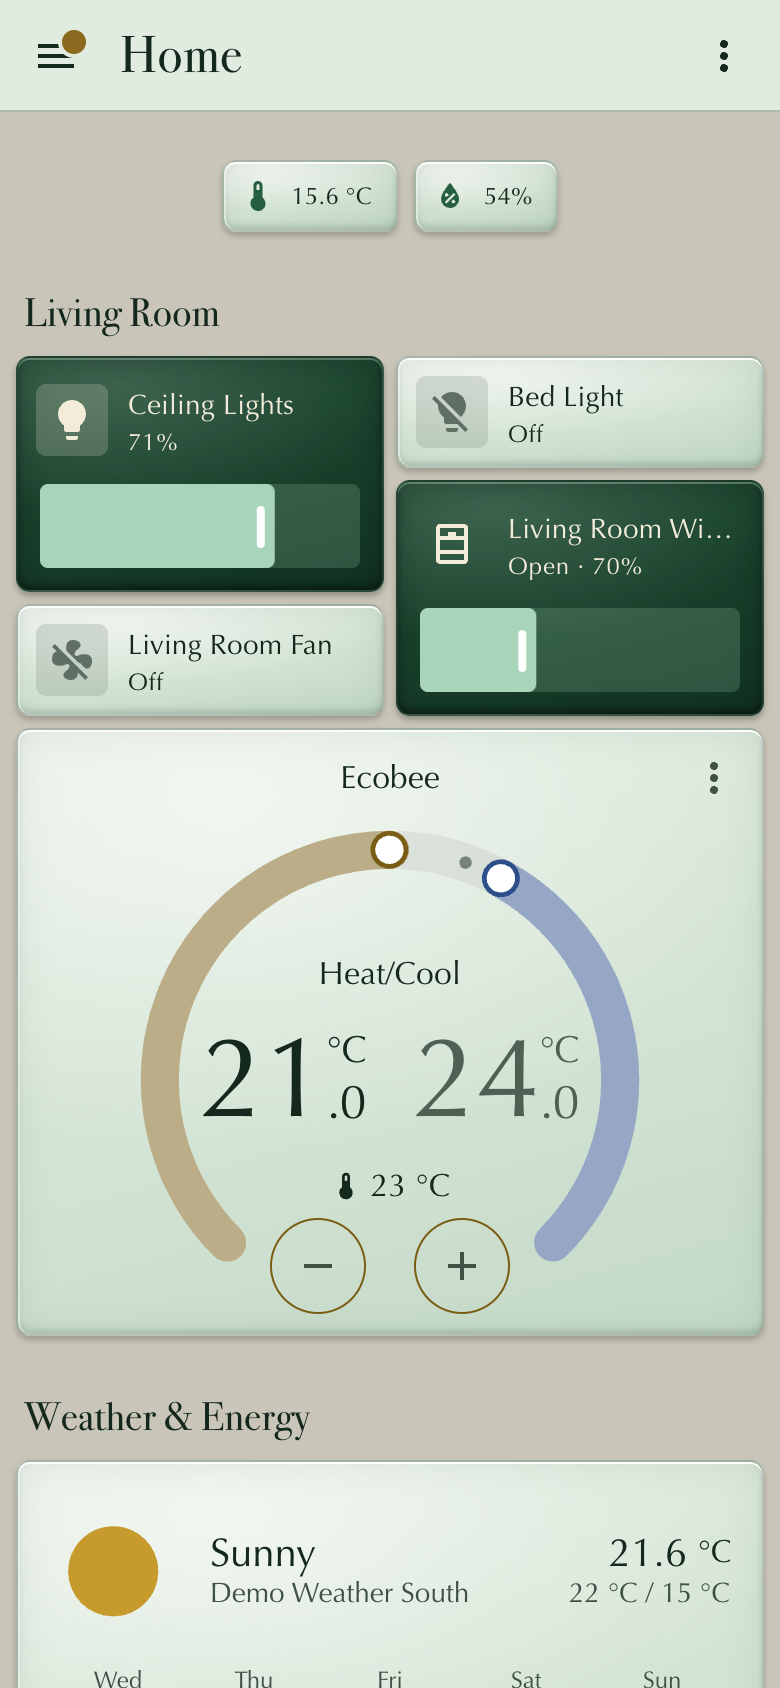 Home
15.6 °C
54%
Living Room
Ceiling Lights
71%
Bed Light
Off
Living Room Wi...
Open · 70%
Living Room Fan
Off
Ecobee
Heat/Cool
21.0 °C 24.0 °C
23 °C
Weather & Energy
Sunny
21.6 °C
Demo Weather South
22 °C / 15 °C
Wed Thu Fri Sat Sun